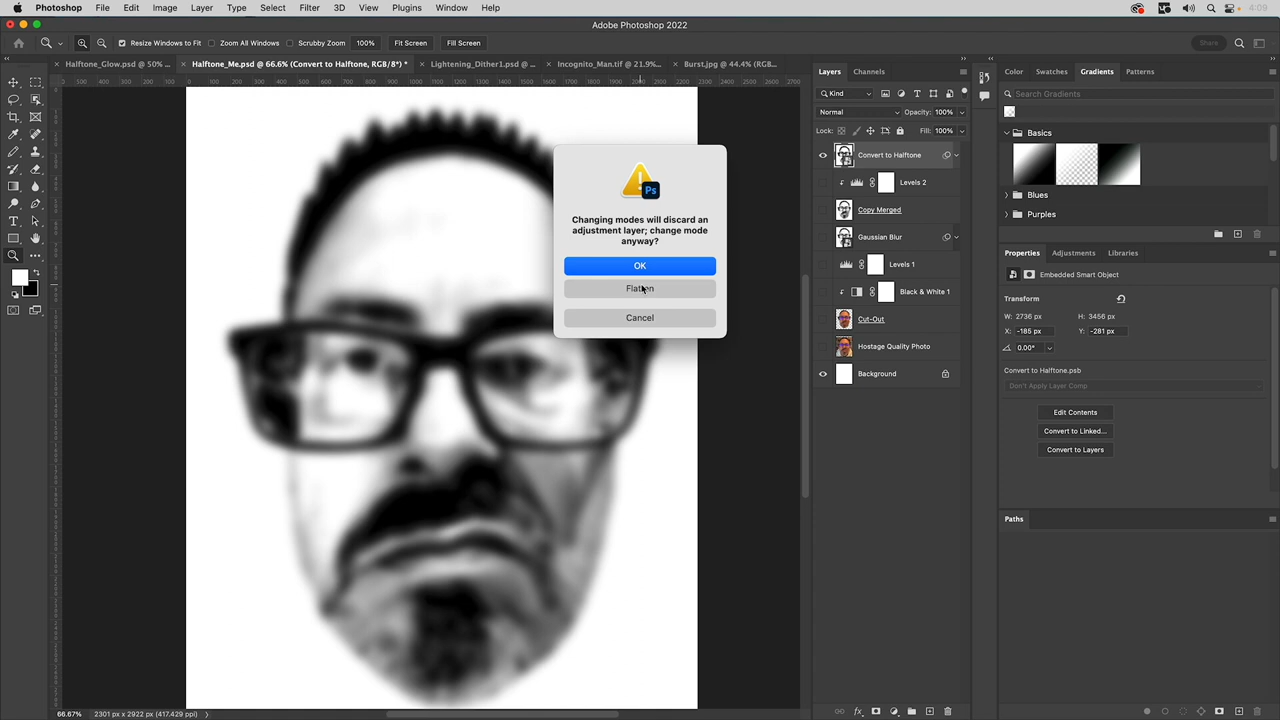 Photoshop File Edit Image Layer Type Select Filter 3D View Plugins Window Help 4:09
Adobe Photoshop 2022
Resize Windows to Fit Zoom All Windows Scrubby Zoom 100% Fit Screen Fill Screen Share
Halftone_Glow.psd @ 50% ... Halftone_Me.psd @ 66.6% (Convert to Halftone, RGB/8*) * Lightening_Dither1.psd @ ... Incognito_Man.tif @ 21.9%... Burst.jpg @ 44.4% (RGB...
Layers Channels
Kind
Normal Opacity: 100%
Lock: Fill: 100%
Convert to Halftone
Levels 2
Copy Merged
Gaussian Blur
Levels 1
Black & White 1
Cut-Out
Hostage Quality Photo
Background
Color Swatches Gradients Patterns
Search Gradients
Basics
Blues
Purples
Properties Adjustments Libraries
Embedded Smart Object
Transform
W: 2736 px H: 3456 px
X: -185 px Y: -281 px
0.00°
Convert to Halftone.psb
Don't Apply Layer Comp
Edit Contents
Convert to Linked...
Convert to Layers
Paths
Ps
Changing modes will discard an
adjustment layer; change mode
anyway?
OK
Flatten
Cancel
66.67% 2301 px x 2922 px (417.429 ppi)